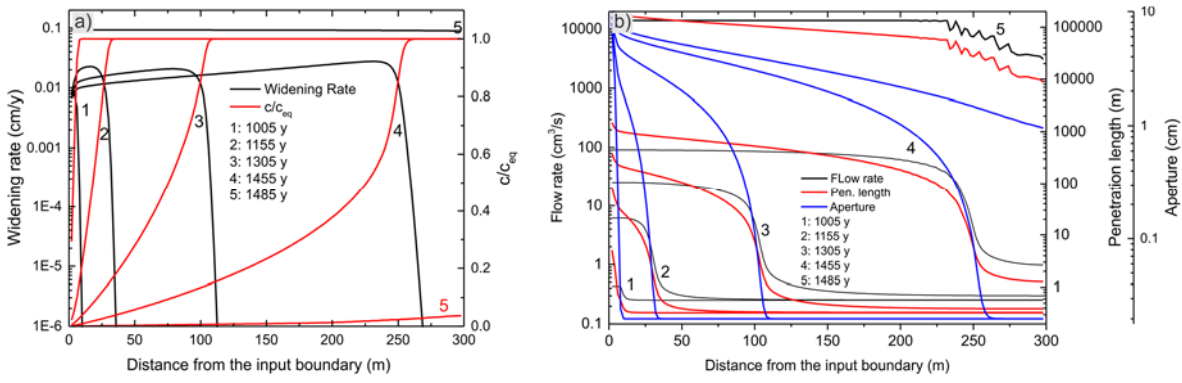 a)
0.1
0.01
0.001
1E-4
1E-5
1E-6
Widening rate (cm/y)
5
1
2
3
4
5
Widening Rate
c/ceq
1: 1005 y
2: 1155 y
3: 1305 y
4: 1455 y
5: 1485 y
1.0
0.8
0.6
0.4
0.2
0.0
c/ceq
0 50 100 150 200 250 300
Distance from the input boundary (m)
b)
10000
1000
100
10
1
0.1
Flow rate (cm³/s)
5
4
3
2
1
FLow rate
Pen. length
Aperture
1: 1005 y
2: 1155 y
3: 1305 y
4: 1455 y
5: 1485 y
100000
10000
1000
100
10
1
Penetration length (m)
10
1
0.1
Aperture (cm)
0 50 100 150 200 250 300
Distance from the input boundary (m)